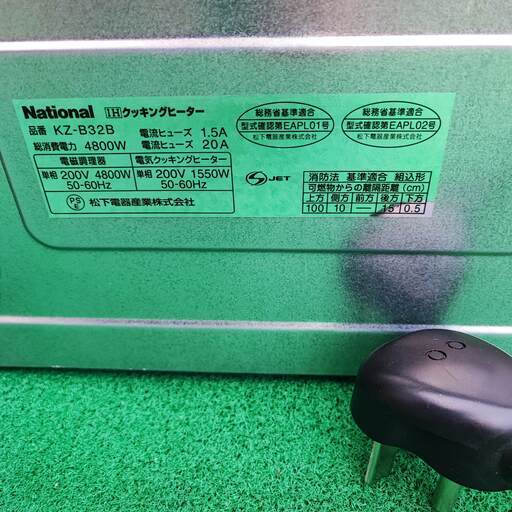 National IHクッキングヒーター
品番 KZ-B32B 電流ヒューズ 1.5A
総消費電力 4800W 電流ヒューズ 20A
電磁調理器 電気クッキングヒーター
単相 200V 4800W 単相 200V 1550W
50-60Hz 50-60Hz
PSE 松下電器産業株式会社
総務省基準適合
型式確認第EAPL01号
松下電器産業株式会社
総務省基準適合
型式確認第EAPL02号
松下電器産業株式会社
S JET
消防法 基準適合 組込形
可燃物からの離隔距離(cm)
上方 側方 前方 後方 下方
100 10 — 15 0.5